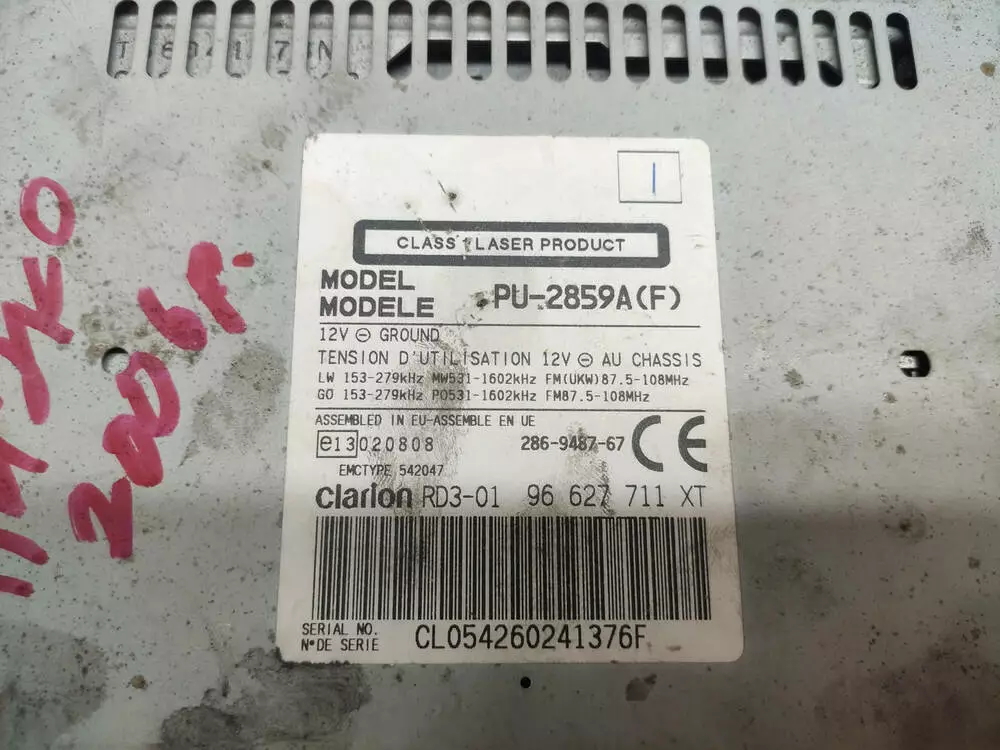 I
CLASS 1 LASER PRODUCT
MODEL
MODELE PU-2859A(F)
12V ⊖ GROUND
TENSION D'UTILISATION 12V ⊖ AU CHASSIS
LW 153-279kHz MW531-1602kHz FM(UKW)87.5-108MHz
GO 153-279kHz PO531-1602kHz FM87.5-108MHz
ASSEMBLED IN EU-ASSEMBLE EN UE
e13 020808 286-9487-67 CE
EMCTYPE 542047
clarion RD3-01 96 627 711 XT
SERIAL NO.
N° DE SERIE CL054260241376F
2006г.